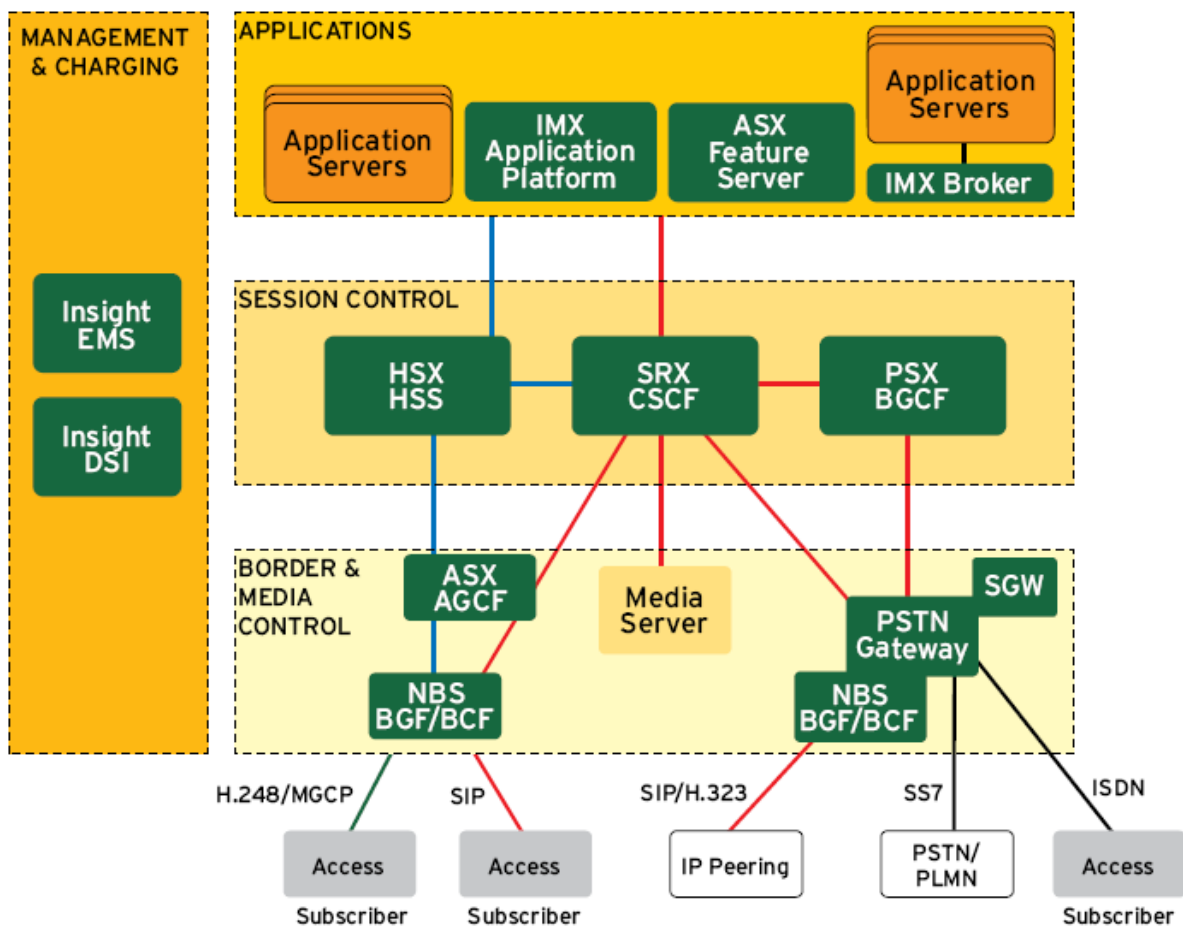 MANAGEMENT
& CHARGING
Insight
EMS
Insight
DSI
APPLICATIONS
Application
Servers
IMX
Application
Platform
ASX
Feature
Server
Application
Servers
IMX Broker
SESSION CONTROL
HSX
HSS
SRX
CSCF
PSX
BGCF
BORDER &
MEDIA
CONTROL
ASX
AGCF
Media
Server
SGW
PSTN
Gateway
NBS
BGF/BCF
NBS
BGF/BCF
H.248/MGCP
SIP
SIP/H.323
SS7
ISDN
Access
Subscriber
Access
Subscriber
IP Peering
PSTN/
PLMN
Access
Subscriber